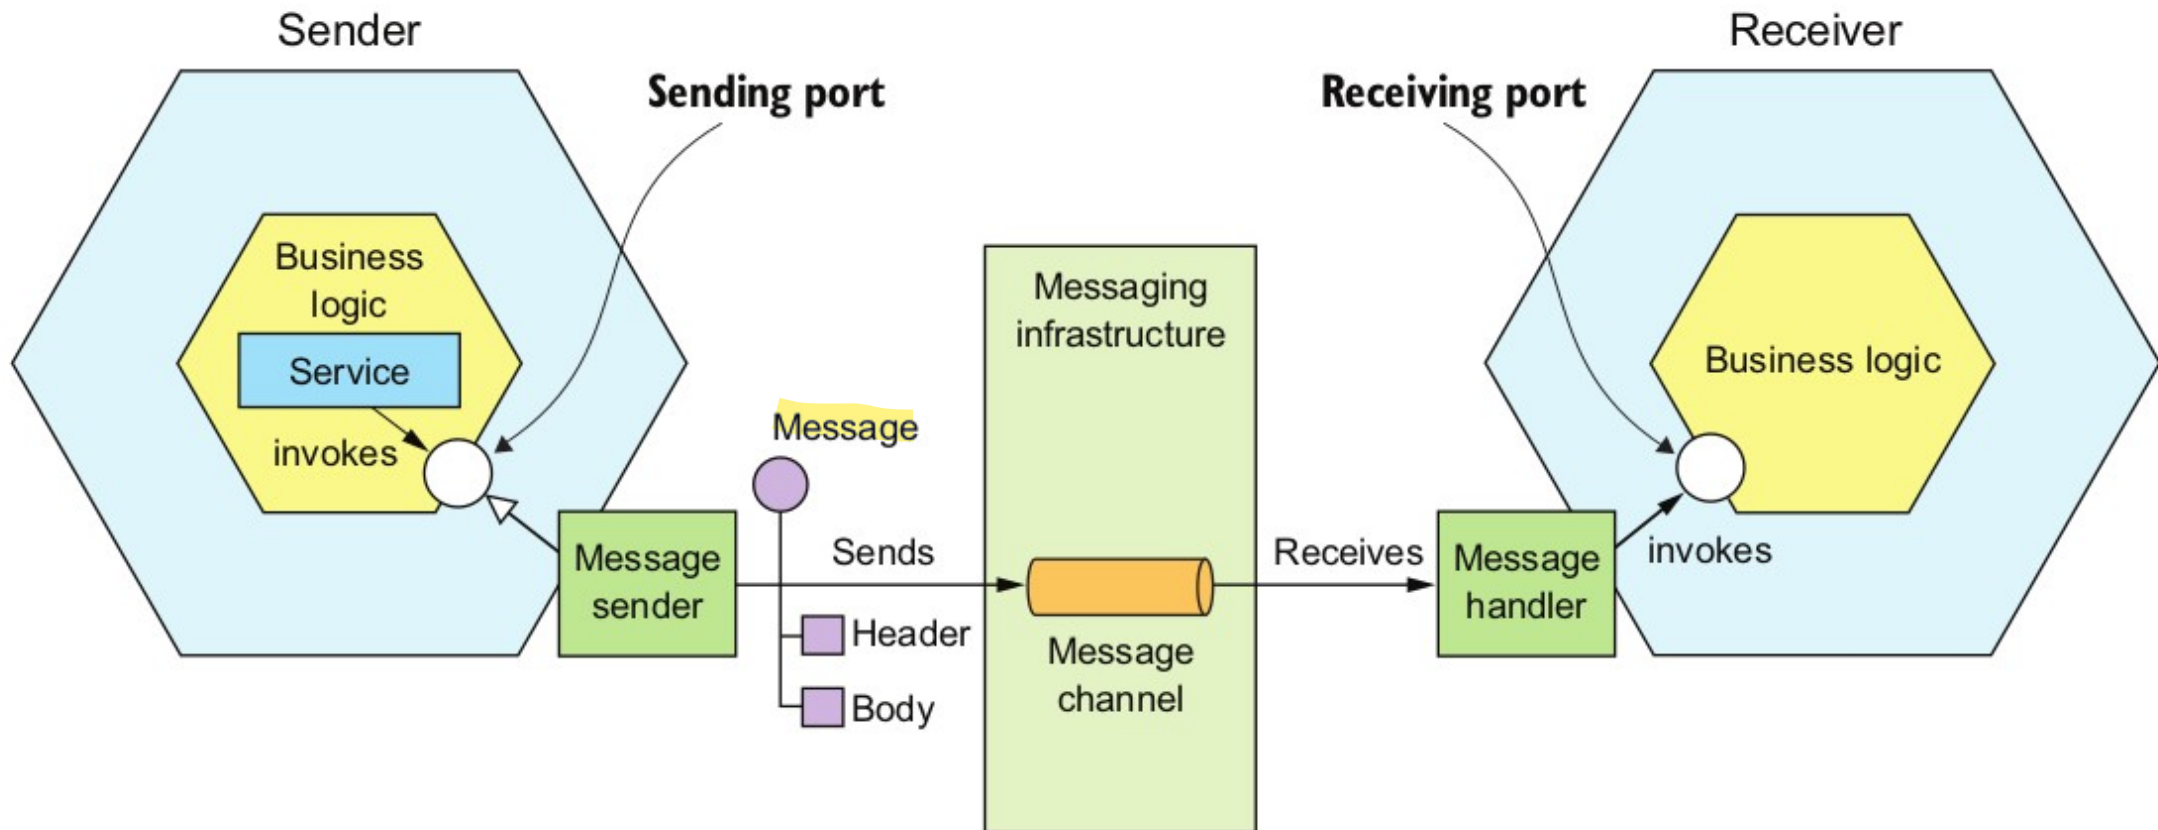 Sender
Receiver
Sending port
Receiving port
Business
logic
Service
invokes
Message
Sends
Message
sender
Header
Body
Messaging
infrastructure
Message
channel
Receives
Message
handler
invokes
Business logic